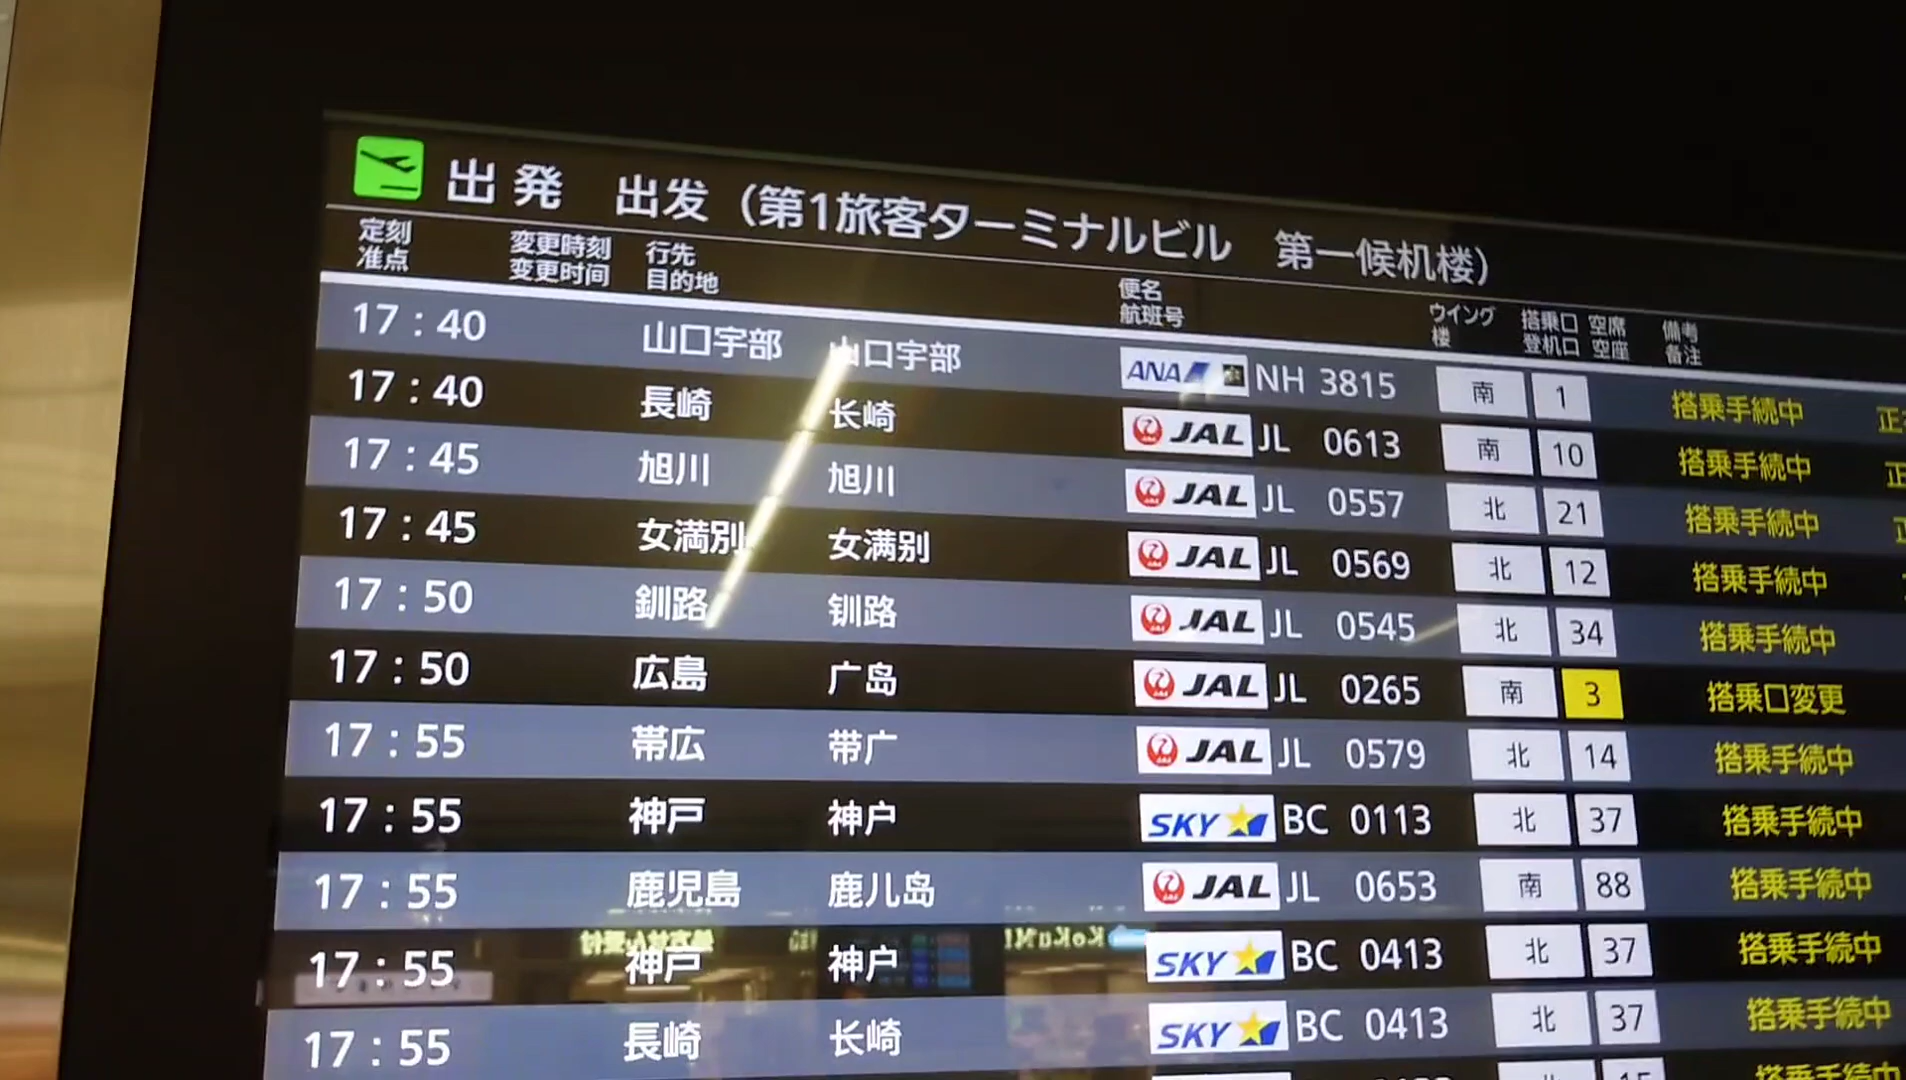 出発 出发 (第1旅客ターミナルビル 第一候机楼)
定刻 変更時刻 行先 便名 ウイング 搭乗口 空席 備考
准点 変更时间 目的地 航班号 楼 登机口 空座 备注
17:40 山口宇部 山口宇部 ANA NH 3815 南 1 搭乗手続中
17:40 長崎 长崎 JAL JL 0613 南 10 搭乗手続中
17:45 旭川 旭川 JAL JL 0557 北 21 搭乗手続中
17:45 女満別 女满别 JAL JL 0569 北 12 搭乗手続中
17:50 釧路 钏路 JAL JL 0545 北 34 搭乗手続中
17:50 広島 广岛 JAL JL 0265 南 3 搭乗口変更
17:55 帯広 带广 JAL JL 0579 北 14 搭乗手続中
17:55 神戸 神户 SKY BC 0113 北 37 搭乗手続中
17:55 鹿児島 鹿儿岛 JAL JL 0653 南 88 搭乗手続中
17:55 神戸 神户 SKY BC 0413 北 37 搭乗手続中
17:55 長崎 长崎 SKY BC 0413 北 37 搭乗手続中